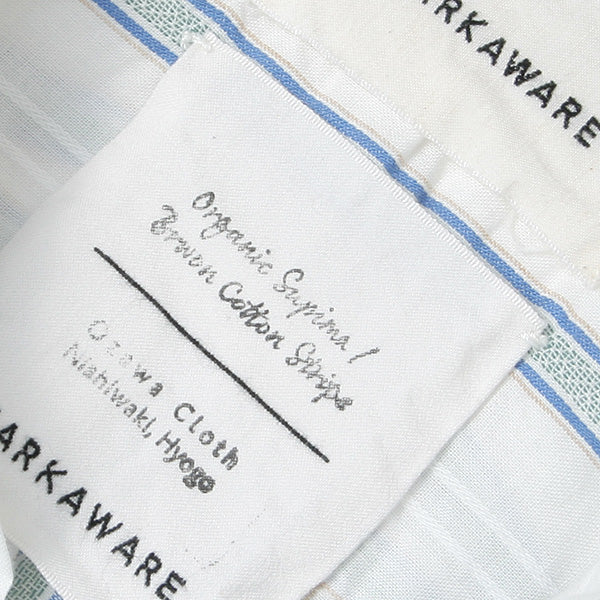 ARKAWARE
Organic Supima/
Brown Cotton Stripe
Ozawa Cloth
Nishiwaki, Hyogo
ARKAWARE